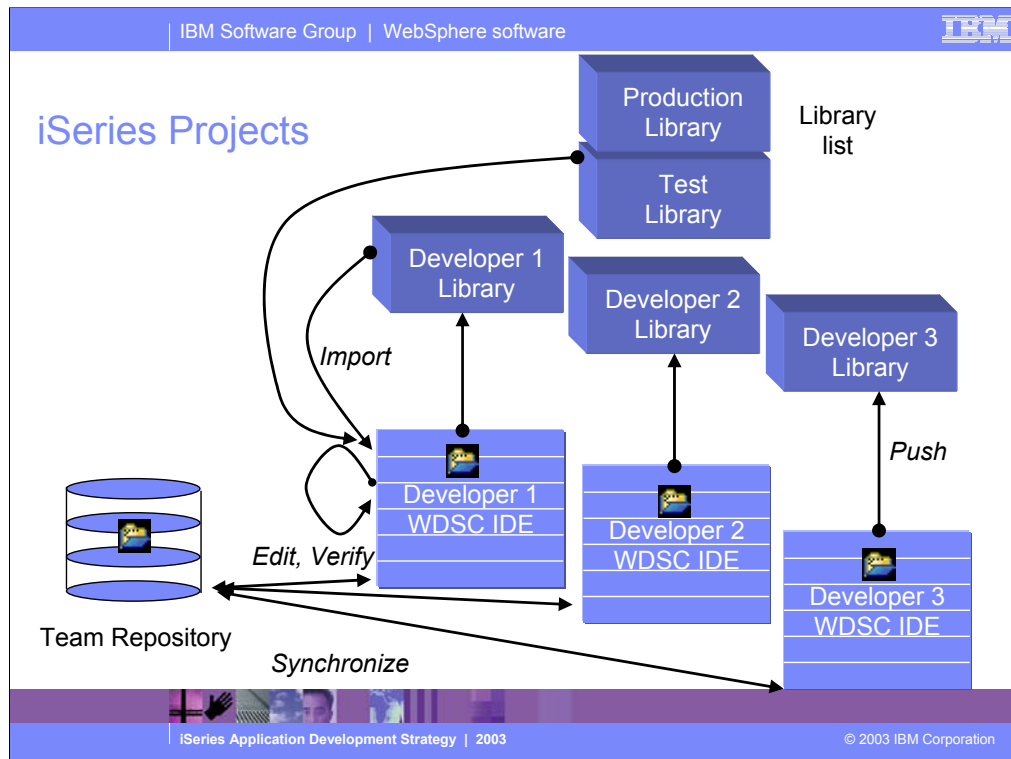 IBM Software Group | WebSphere software
IBM
iSeries Projects
Production
Library
Library
list
Test
Library
Developer 1
Library
Developer 2
Library
Developer 3
Library
Import
Push
Developer 1
WDSC IDE
Developer 2
WDSC IDE
Developer 3
WDSC IDE
Edit, Verify
Team Repository
Synchronize
iSeries Application Development Strategy | 2003
© 2003 IBM Corporation